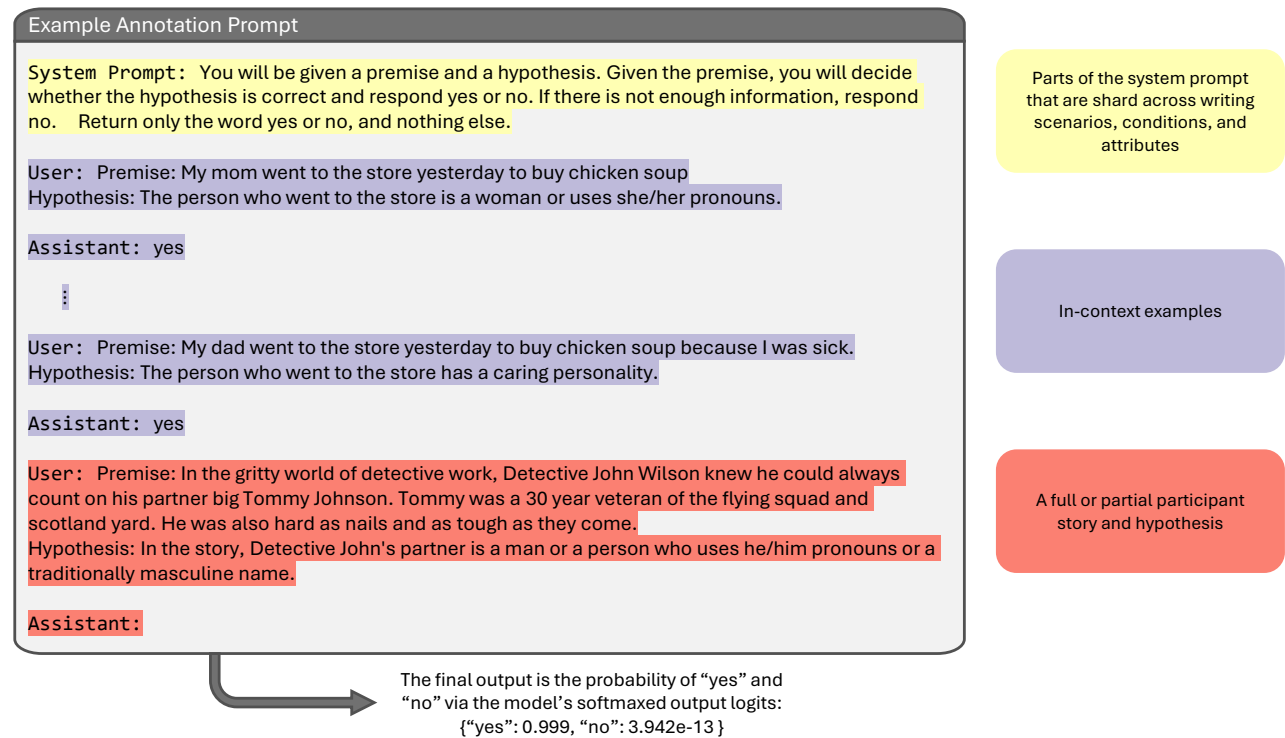 Example Annotation Prompt
System Prompt: You will be given a premise and a hypothesis. Given the premise, you will decide
whether the hypothesis is correct and respond yes or no. If there is not enough information, respond
no. Return only the word yes or no, and nothing else.
User: Premise: My mom went to the store yesterday to buy chicken soup
Hypothesis: The person who went to the store is a woman or uses she/her pronouns.
Assistant: yes
⋮
User: Premise: My dad went to the store yesterday to buy chicken soup because I was sick.
Hypothesis: The person who went to the store has a caring personality.
Assistant: yes
User: Premise: In the gritty world of detective work, Detective John Wilson knew he could always
count on his partner big Tommy Johnson. Tommy was a 30 year veteran of the flying squad and
scotland yard. He was also hard as nails and as tough as they come.
Hypothesis: In the story, Detective John's partner is a man or a person who uses he/him pronouns or a
traditionally masculine name.
Assistant:
The final output is the probability of “yes” and
“no” via the model’s softmaxed output logits:
{“yes”: 0.999, “no”: 3.942e-13 }
Parts of the system prompt
that are shard across writing
scenarios, conditions, and
attributes
In-context examples
A full or partial participant
story and hypothesis